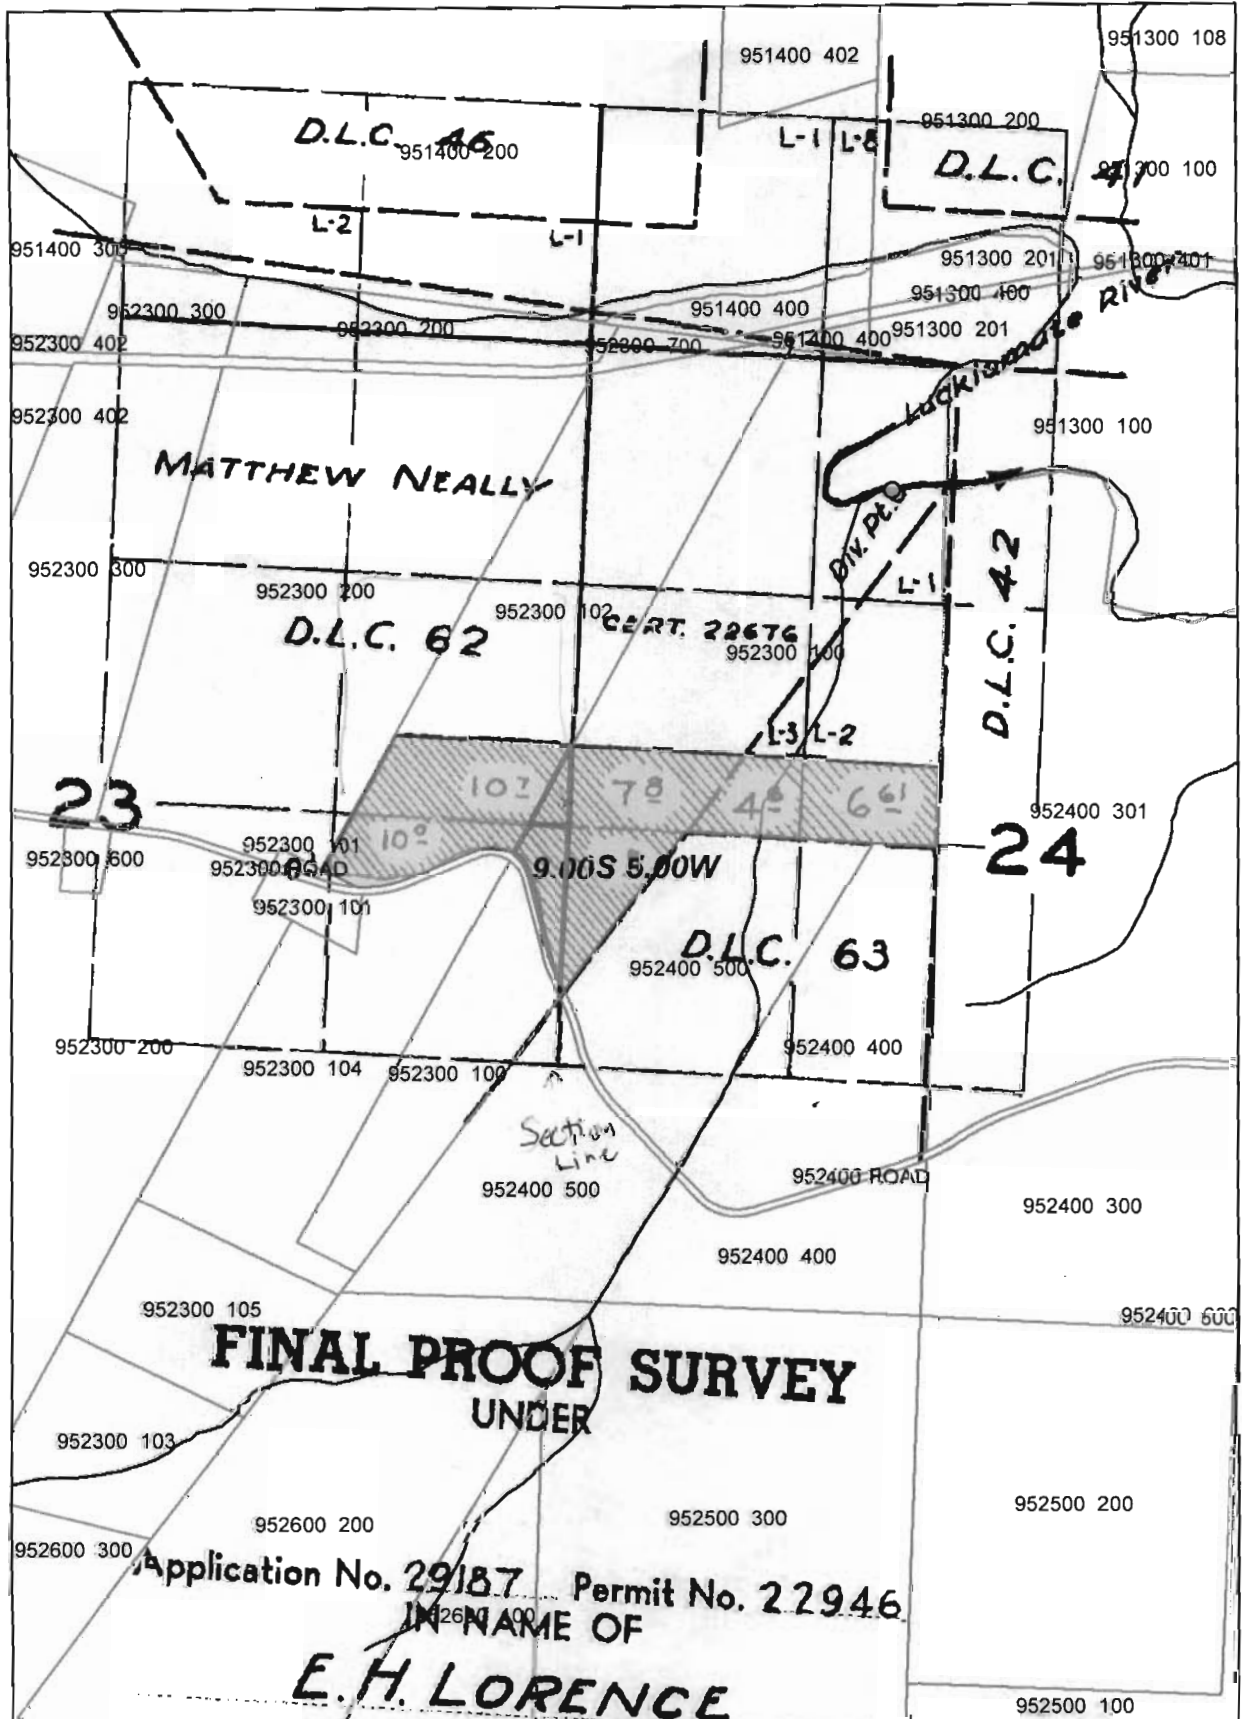 951400 402
951300 108
D.L.C. 46
951400 200
L-1 L-8
951300 200
D.L.C. 41
951300 100
L-2
L-1
951300 201
951300 401
951400 400
951300 400
Luckiamute River
952300 300
952300 200
952300 402
952300 700
951400 400
951300 201
952300 402
951300 100
MATTHEW NEALLY
Div. Pt.
952300 300
952300 200
952300 102
L-1
D.L.C. 42
CERT. 22676
952300 100
D.L.C. 62
L-3 L-2
23
10 7
7 8
4 6
6 61
952400 301
10 0
952300 101
24
952300 600
952300 ROAD
9.00S 5.00W
952300 101
D.L.C. 63
952400 500
952300 200
952300 104
952300 100
952400 400
Section
Line
952400 500
952400 ROAD
952400 300
952400 400
952300 105
952400 600
FINAL PROOF SURVEY
UNDER
952300 103
952600 200
952500 300
952500 200
952600 300
Application No. 29187 Permit No. 22946
IN NAME OF
E.H. LORENCE
952500 100